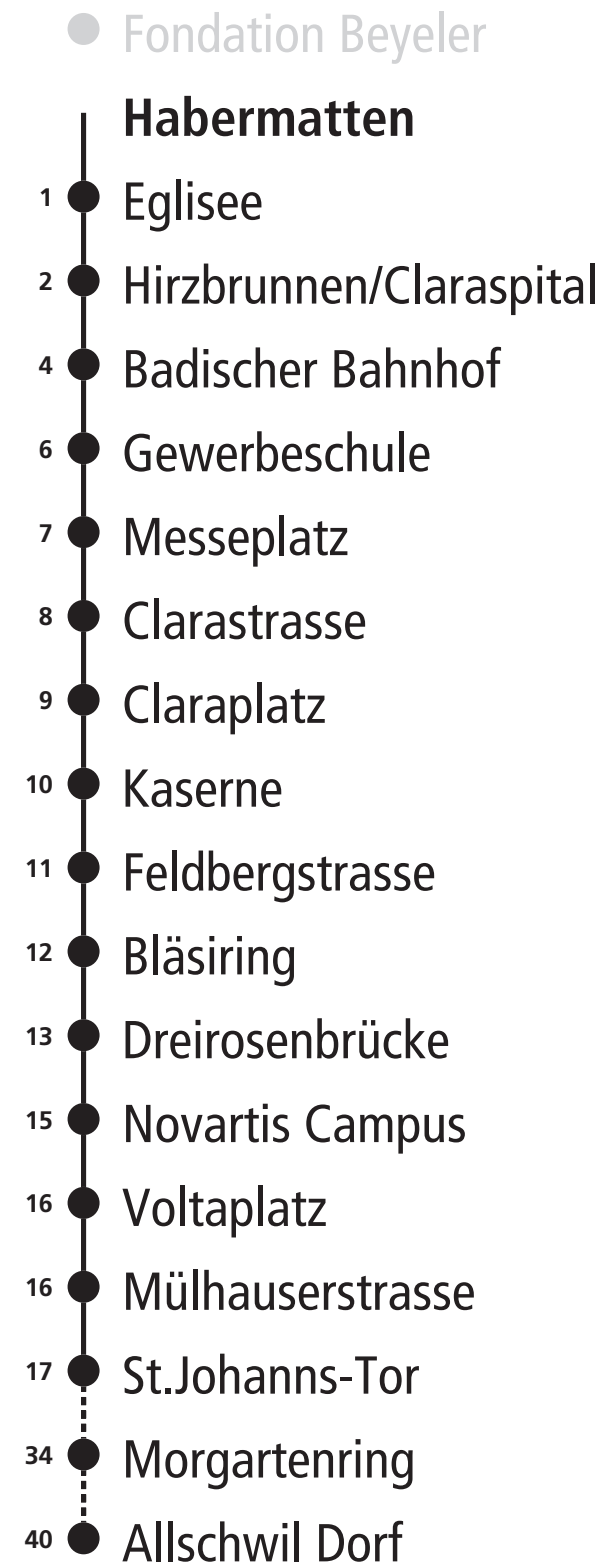 Fondation Beyeler
Habermatten
1 Eglisee
2 Hirzbrunnen/Claraspital
4 Badischer Bahnhof
6 Gewerbeschule
7 Messeplatz
8 Clarastrasse
9 Claraplatz
10 Kaserne
11 Feldbergstrasse
12 Bläsiring
13 Dreirosenbrücke
15 Novartis Campus
16 Voltaplatz
16 Mülhauserstrasse
17 St.Johanns-Tor
34 Morgartenring
40 Allschwil Dorf